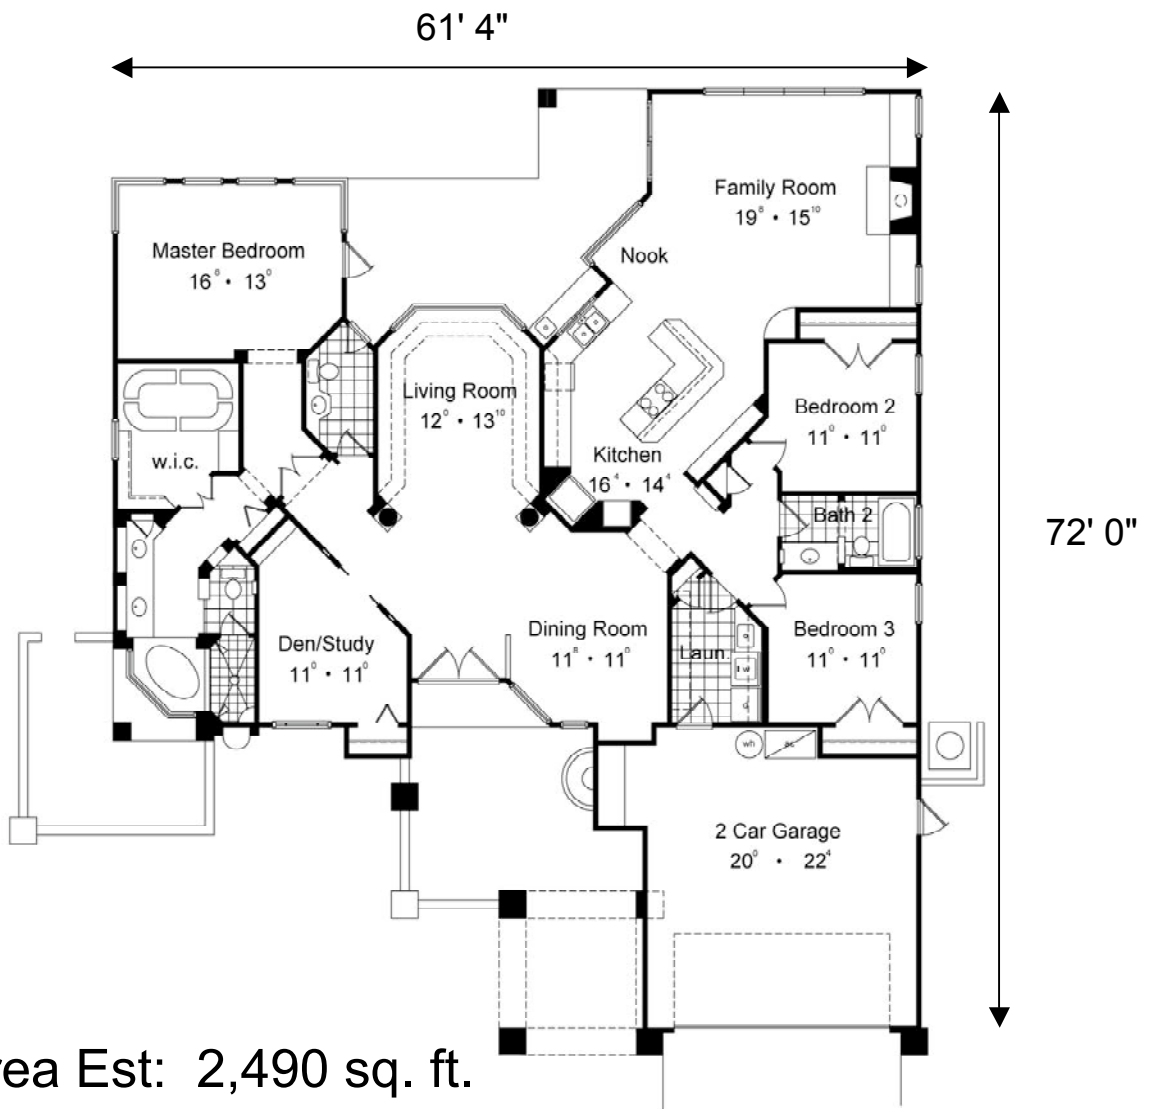 61' 4"
Family Room
19⁸ • 15¹⁰
Master Bedroom
16⁸ • 13⁰
Nook
Living Room
12⁰ • 13¹⁰
Bedroom 2
11⁰ • 11⁰
w.i.c.
Kitchen
16⁴ • 14⁴
Bath 2
72' 0"
Den/Study
11⁰ • 11⁰
Dining Room
11⁸ • 11⁰
Laun.
Bedroom 3
11⁰ • 11⁰
wh
2 Car Garage
20⁰ • 22⁴
rea Est: 2,490 sq. ft.